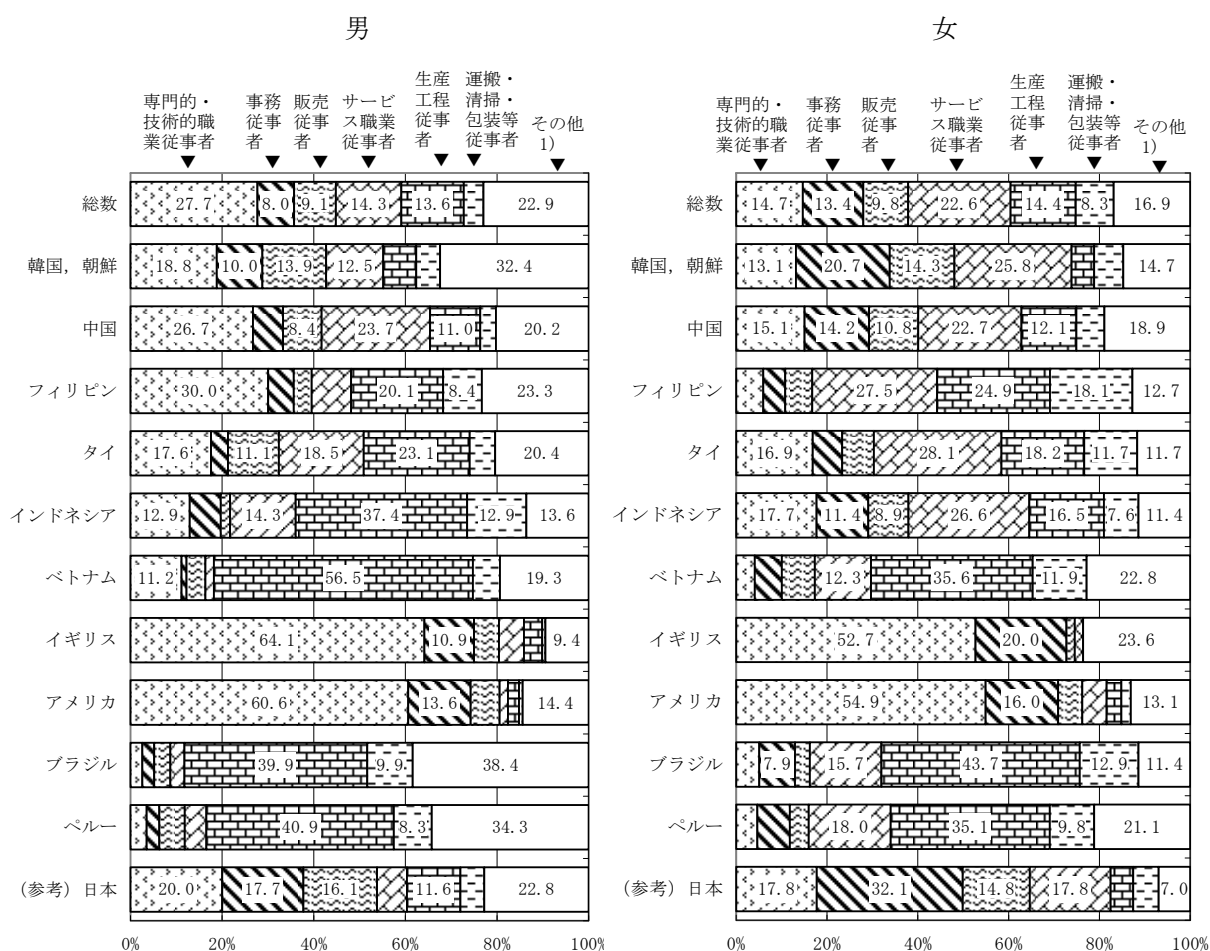 男
専門的・
技術的職
業従事者
事務
従事
者
販売
従事
者
サービ
ス職業
従事者
生産
工程
従事
者
運搬・
清掃・
包装等
従事者
その他
1)
総数 27.7 8.0 9.1 14.3 13.6 22.9
韓国，朝鮮 18.8 10.0 13.9 12.5 32.4
中国 26.7 8.4 23.7 11.0 20.2
フィリピン 30.0 20.1 8.4 23.3
タイ 17.6 11.1 18.5 23.1 20.4
インドネシア 12.9 14.3 37.4 12.9 13.6
ベトナム 11.2 56.5 19.3
イギリス 64.1 10.9 9.4
アメリカ 60.6 13.6 14.4
ブラジル 39.9 9.9 38.4
ペルー 40.9 8.3 34.3
(参考) 日本 20.0 17.7 16.1 11.6 22.8
0% 20% 40% 60% 80% 100%
女
専門的・
技術的職
業従事者
事務
従事
者
販売
従事
者
サービ
ス職業
従事者
生産
工程
従事
者
運搬・
清掃・
包装等
従事者
その他
1)
総数 14.7 13.4 9.8 22.6 14.4 8.3 16.9
韓国，朝鮮 13.1 20.7 14.3 25.8 14.7
中国 15.1 14.2 10.8 22.7 12.1 18.9
フィリピン 27.5 24.9 18.1 12.7
タイ 16.9 28.1 18.2 11.7 11.7
インドネシア 17.7 11.4 8.9 26.6 16.5 7.6 11.4
ベトナム 12.3 35.6 11.9 22.8
イギリス 52.7 20.0 23.6
アメリカ 54.9 16.0 13.1
ブラジル 7.9 15.7 43.7 12.9 11.4
ペルー 18.0 35.1 9.8 21.1
(参考) 日本 17.8 32.1 14.8 17.8 7.0
0% 20% 40% 60% 80% 100%